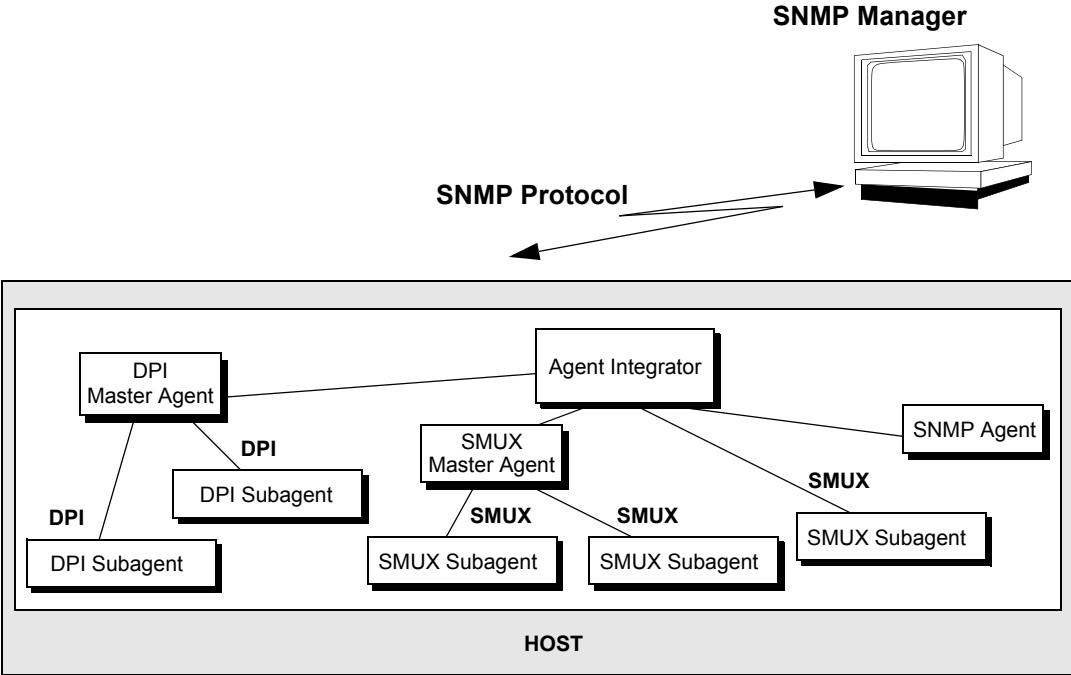 SNMP Manager
SNMP Protocol
DPI
Master Agent
Agent Integrator
SNMP Agent
SMUX
Master Agent
DPI
DPI Subagent
SMUX
DPI
SMUX
SMUX
SMUX Subagent
DPI Subagent
SMUX Subagent
SMUX Subagent
HOST